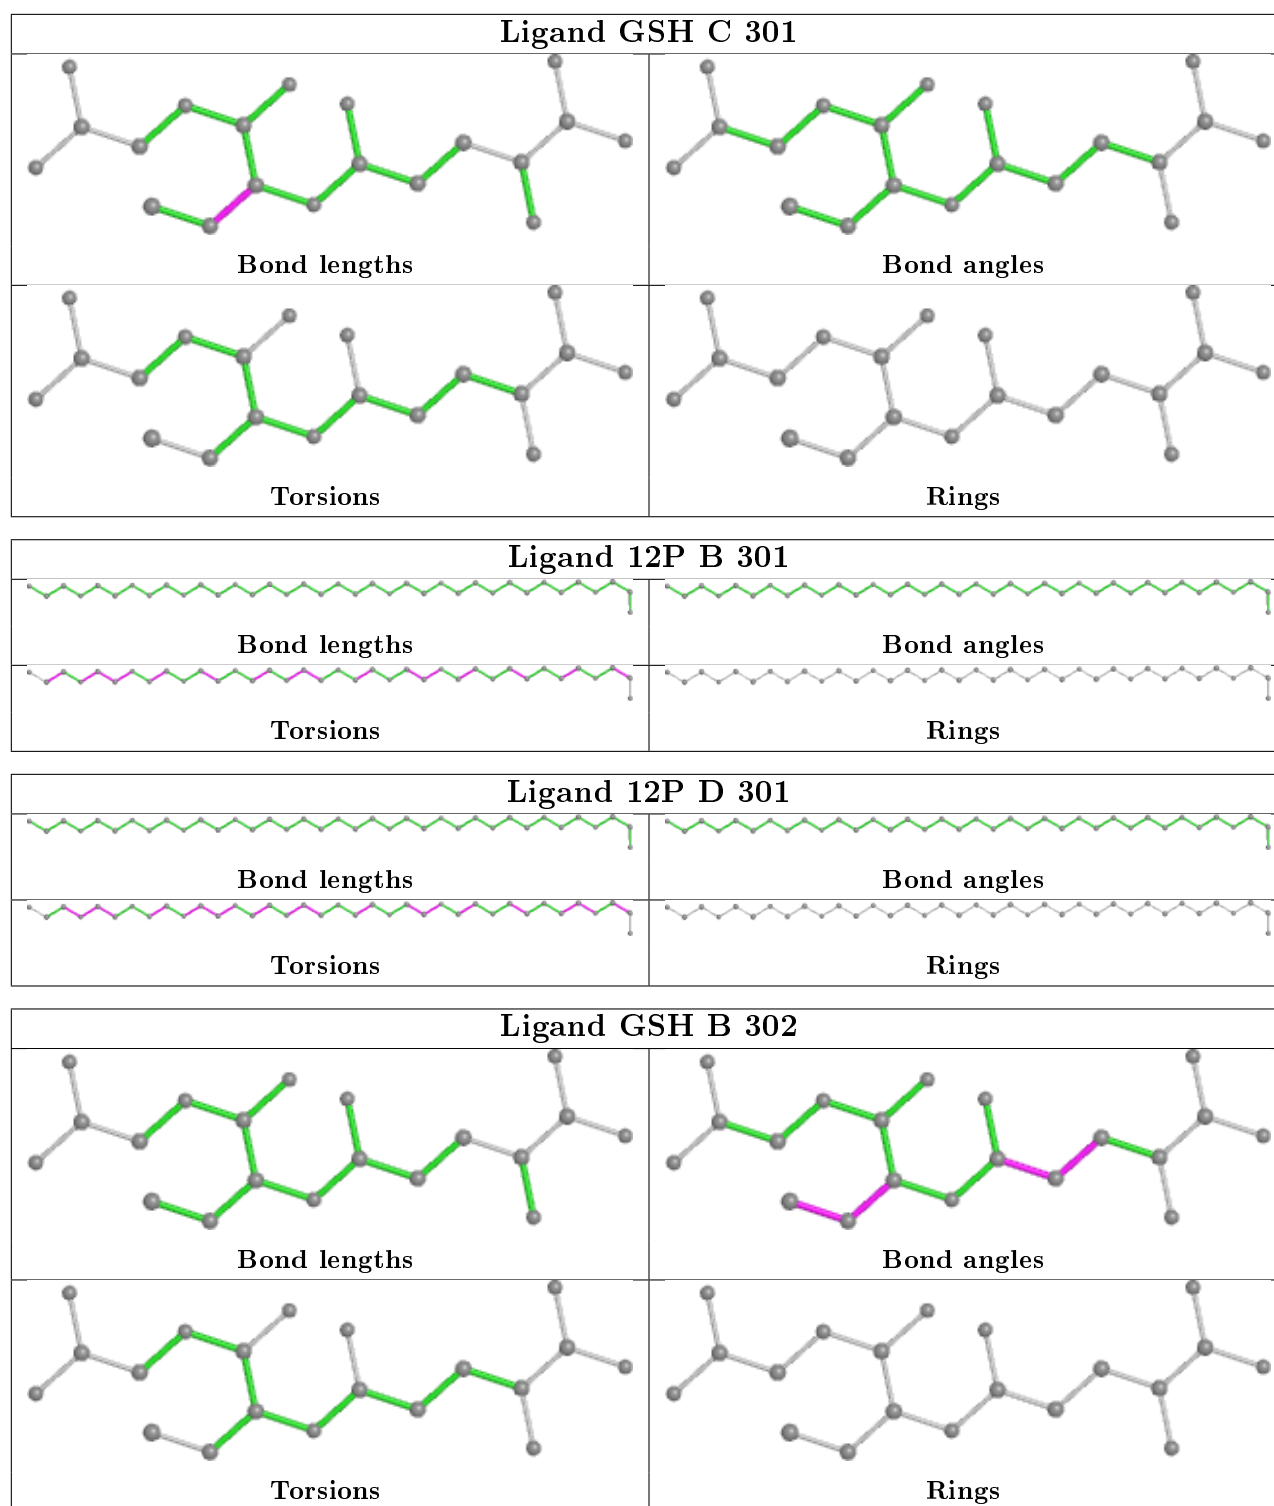 Ligand GSH C 301
Bond lengths
Bond angles
Torsions
Rings
Ligand 12P B 301
Bond lengths
Bond angles
Torsions
Rings
Ligand 12P D 301
Bond lengths
Bond angles
Torsions
Rings
Ligand GSH B 302
Bond lengths
Bond angles
Torsions
Rings